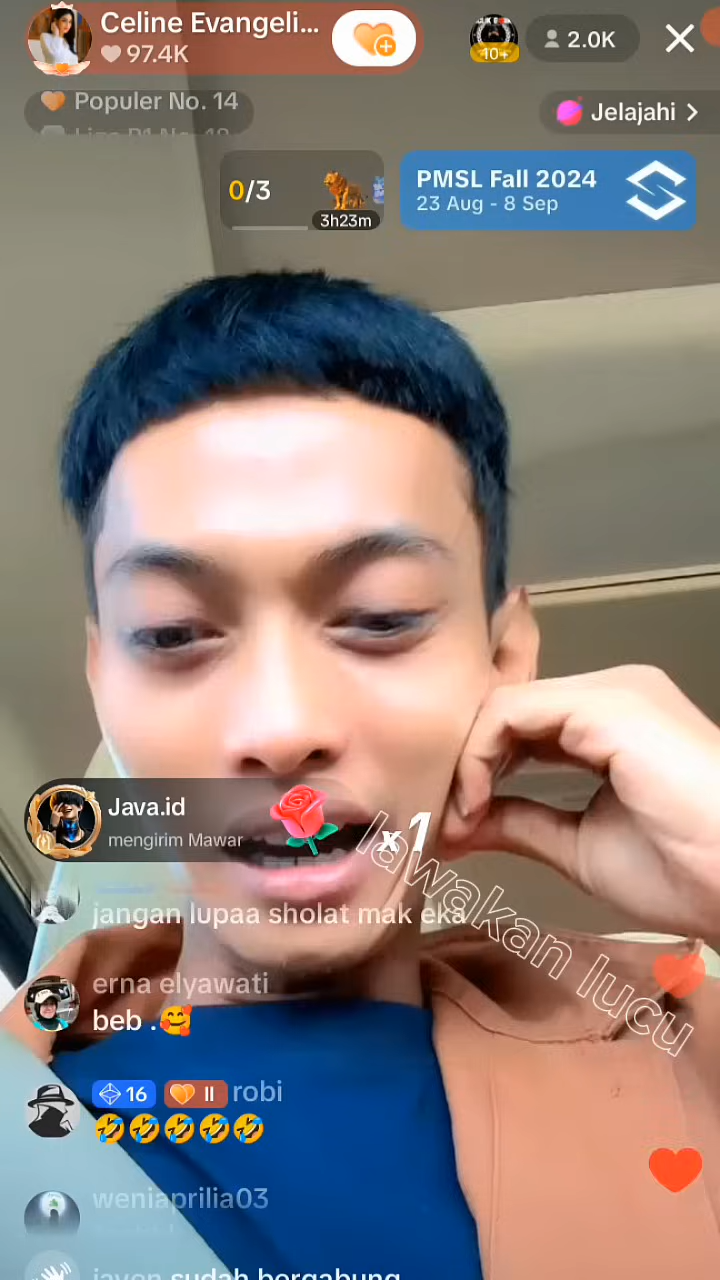 Celine Evangeli...
97.4K
10+
2.0K
Populer No. 14
Jelajahi >
0/3
3h23m
PMSL Fall 2024
23 Aug - 8 Sep
Java.id
mengirim Mawar
x1
lawakan lucu
jangan lupaa sholat mak eka
erna elyawati
beb .🥰
16 II robi
🤣🤣🤣🤣🤣
weniaprilia03
javen sudah bergabung